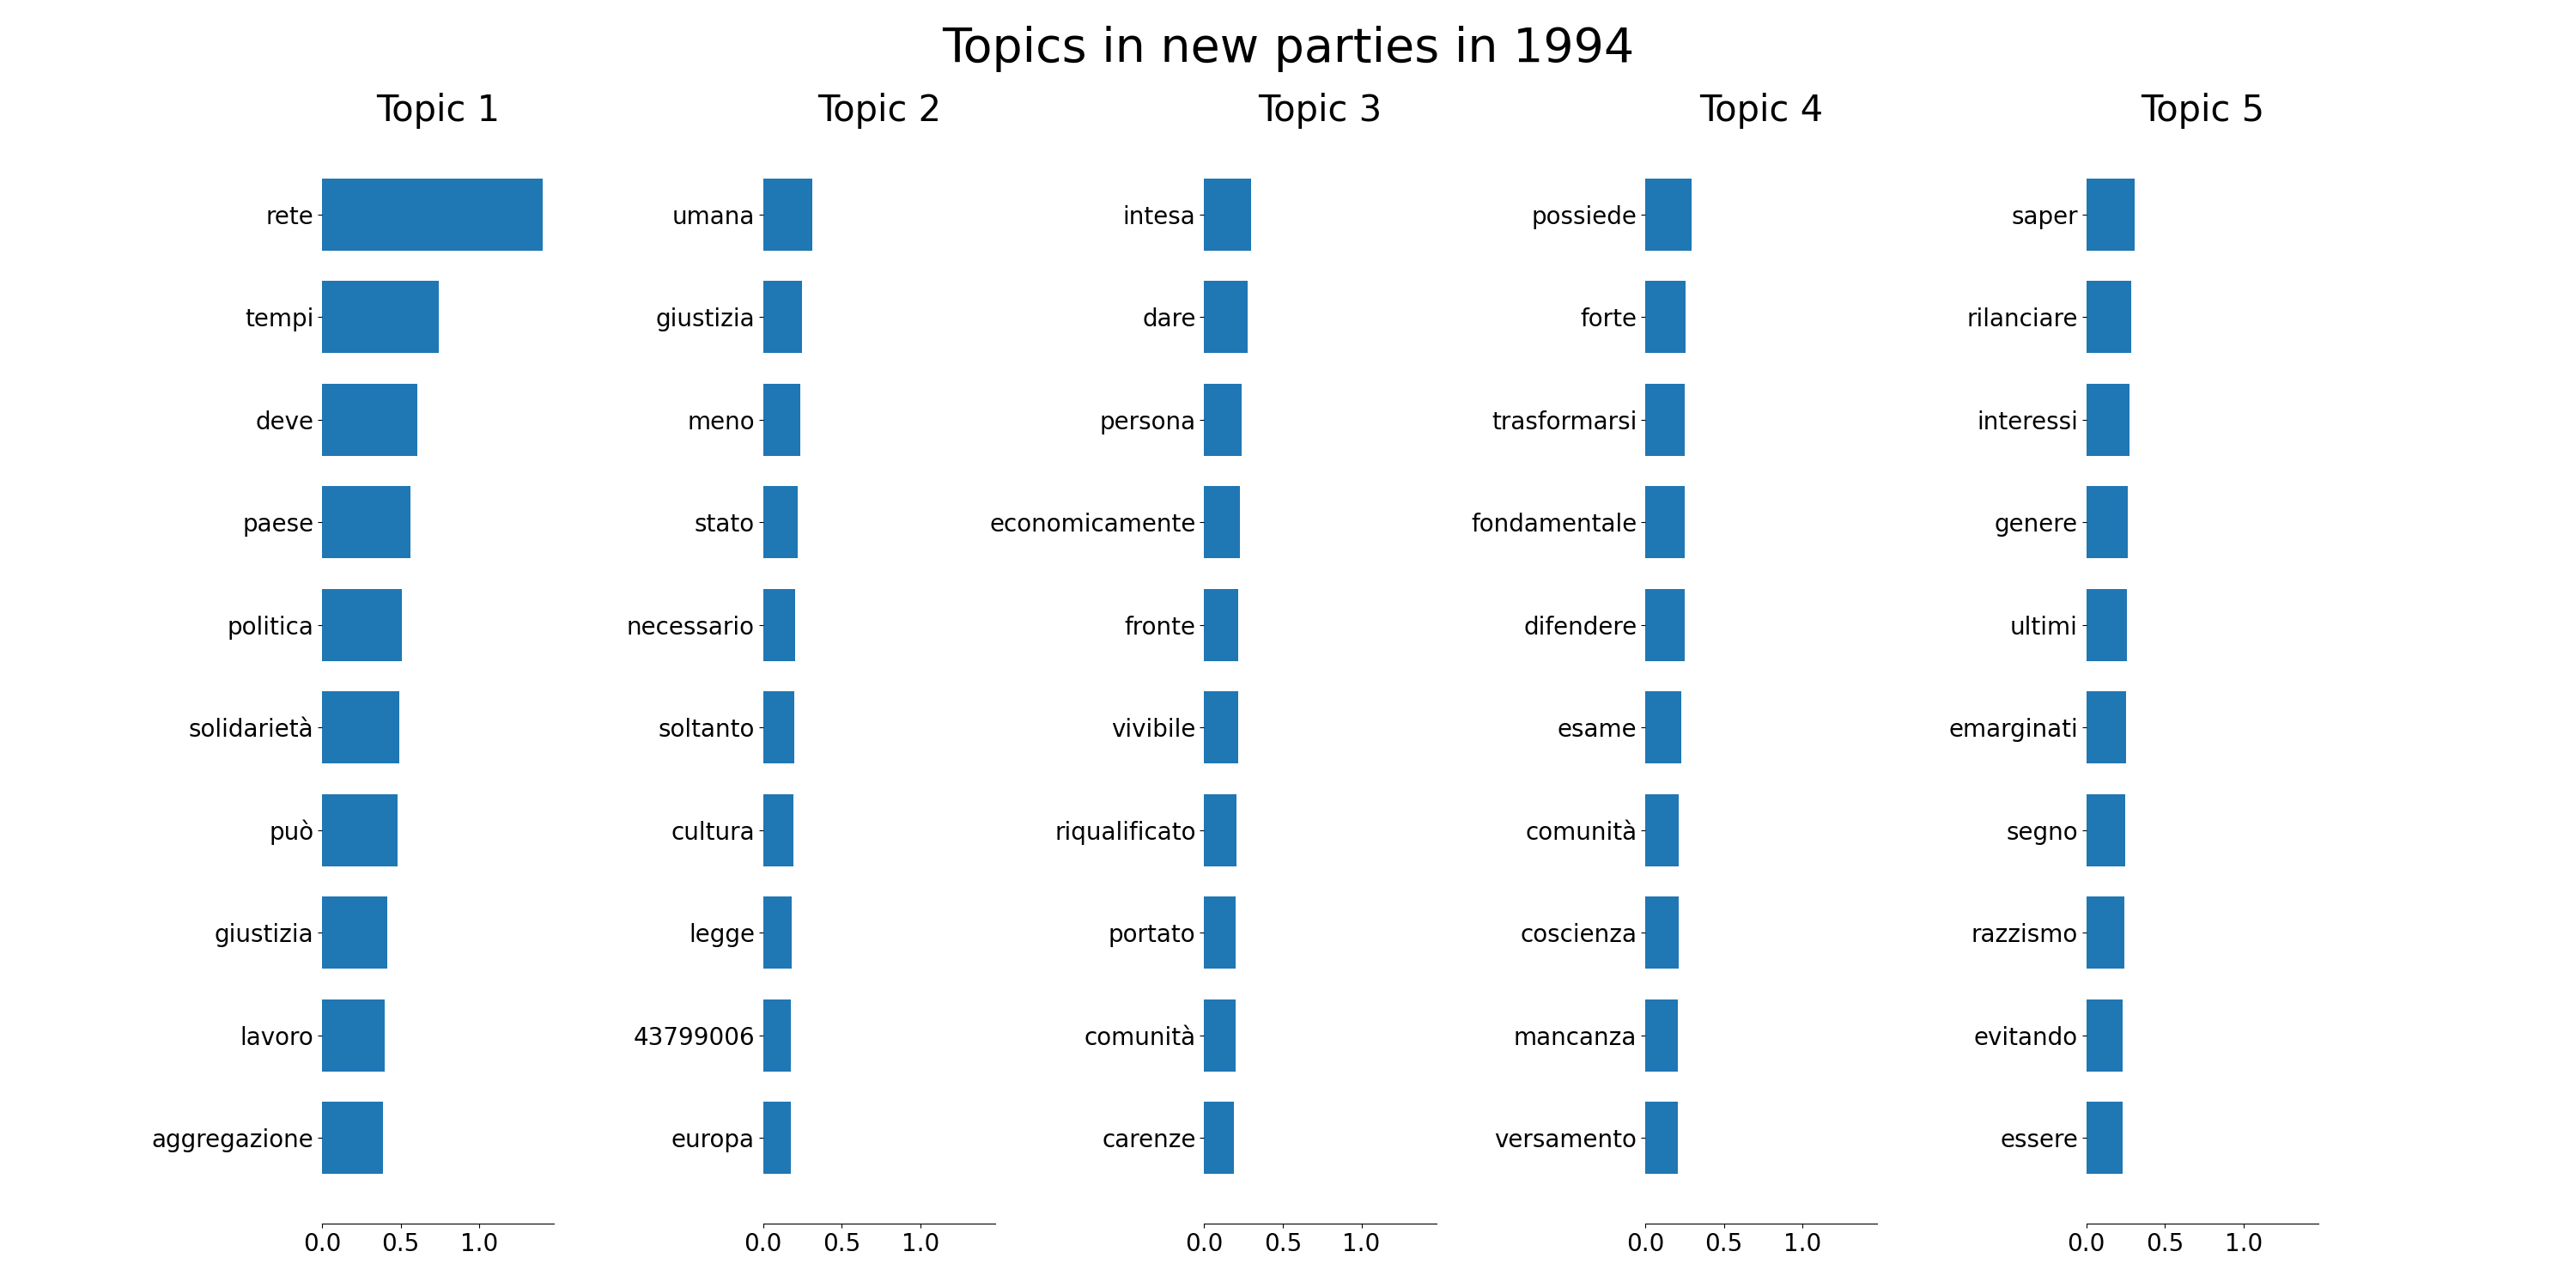 Topics in new parties in 1994
Topic 1
rete
tempi
deve
paese
politica
solidarietà
può
giustizia
lavoro
aggregazione
0.0 0.5 1.0
Topic 2
umana
giustizia
meno
stato
necessario
soltanto
cultura
legge
43799006
europa
0.0 0.5 1.0
Topic 3
intesa
dare
persona
economicamente
fronte
vivibile
riqualificato
portato
comunità
carenze
0.0 0.5 1.0
Topic 4
possiede
forte
trasformarsi
fondamentale
difendere
esame
comunità
coscienza
mancanza
versamento
0.0 0.5 1.0
Topic 5
saper
rilanciare
interessi
genere
ultimi
emarginati
segno
razzismo
evitando
essere
0.0 0.5 1.0